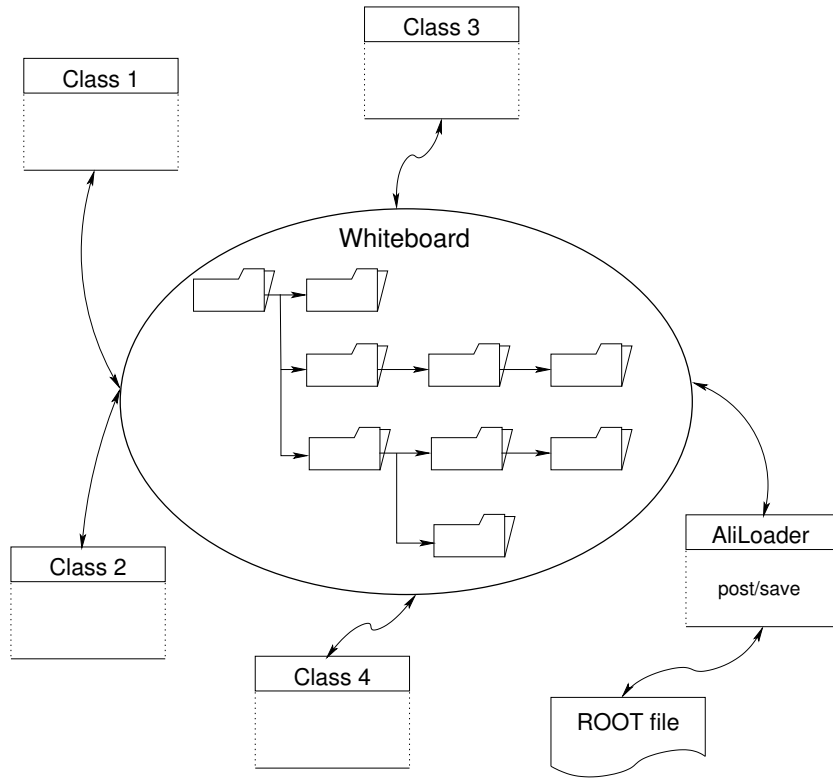 Class 3
Class 1
Whiteboard
AliLoader
post/save
Class 2
Class 4
ROOT file